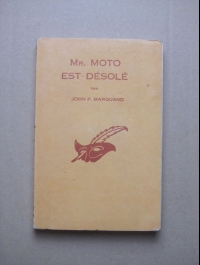 MR. MOTO
EST DÉSOLÉ
PAR
JOHN P. MARQUAND